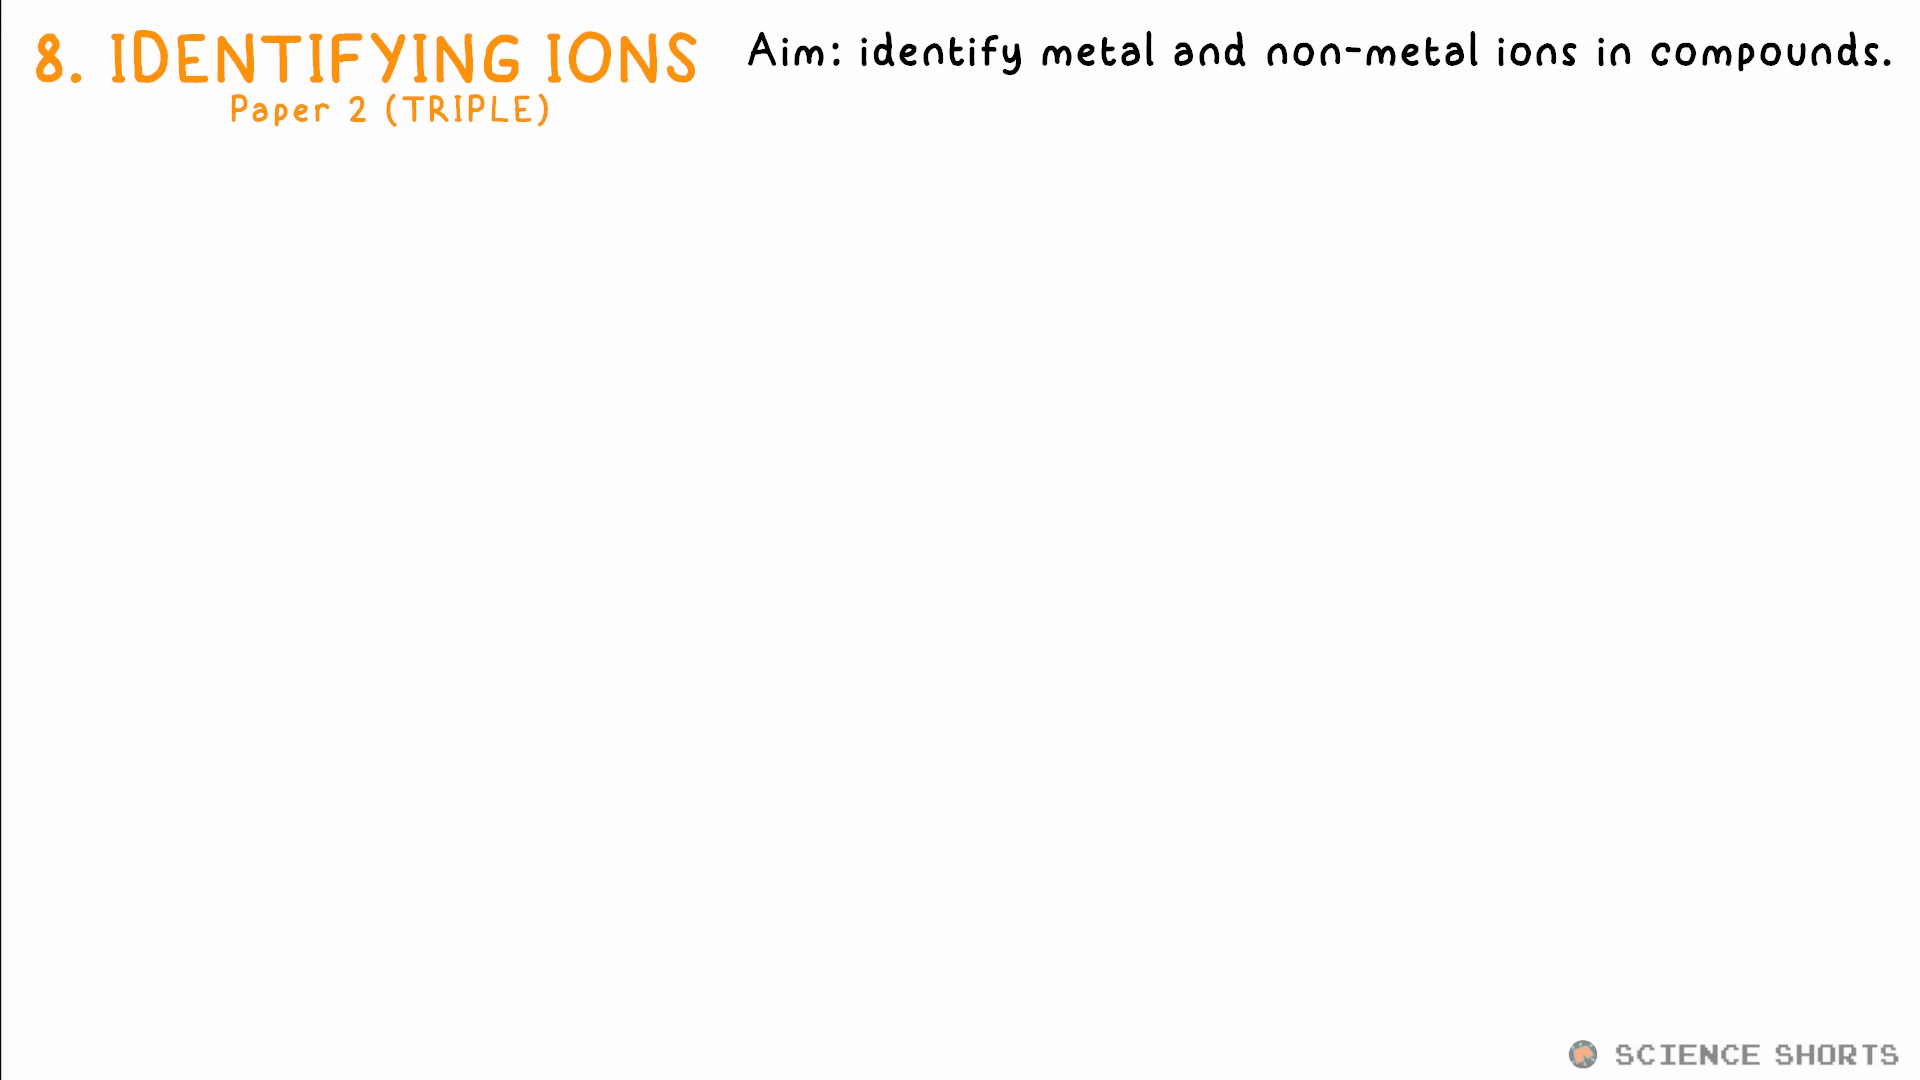 8. IDENTIFYING IONS
Paper 2 (TRIPLE)
Aim: identify metal and non-metal ions in compounds.
SCIENCE SHORTS